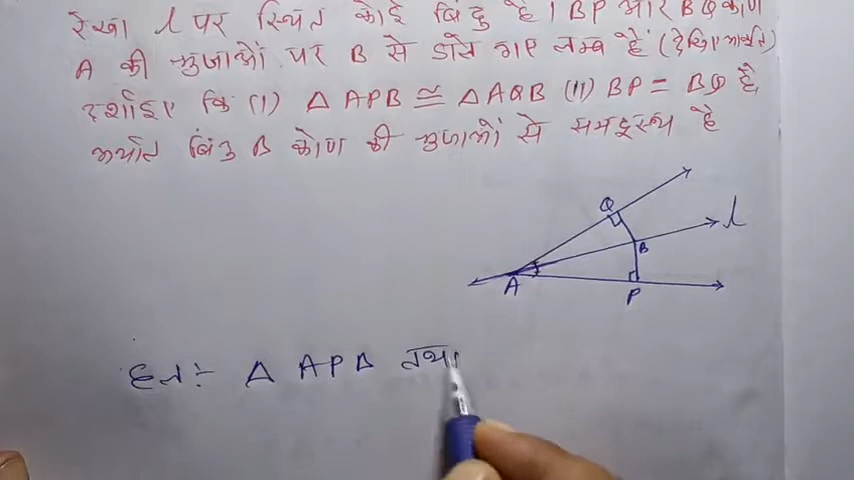 रेखा l पर स्थित कोई बिंदु है। BP और BQ कोण
A की भुजाओं पर B से डाले गए लम्ब हैं (देखिए आकृति)
दर्शाइए कि (I) Δ APB ≅ Δ AQB (II) BP = BQ है,
अर्थात बिंदु B कोण की भुजाओं से समदूरस्थ है
Q
l
B
A
P
हल :- Δ APB तथा